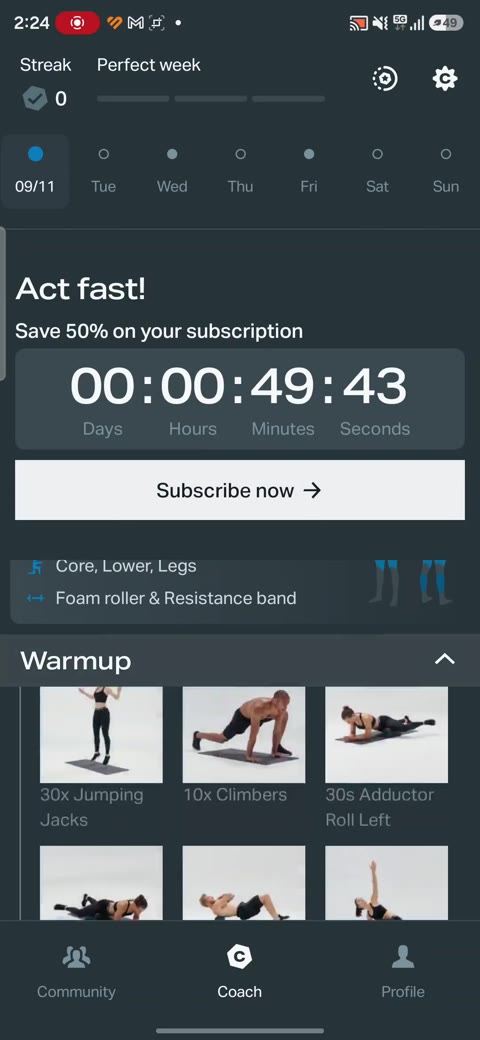 2:24
5G
49
Streak
Perfect week
0
09/11
Tue
Wed
Thu
Fri
Sat
Sun
Act fast!
Save 50% on your subscription
00:00:49:43
Days
Hours
Minutes
Seconds
Subscribe now →
Core, Lower, Legs
Foam roller & Resistance band
Warmup
30x Jumping
Jacks
10x Climbers
30s Adductor
Roll Left
Community
C
Coach
Profile